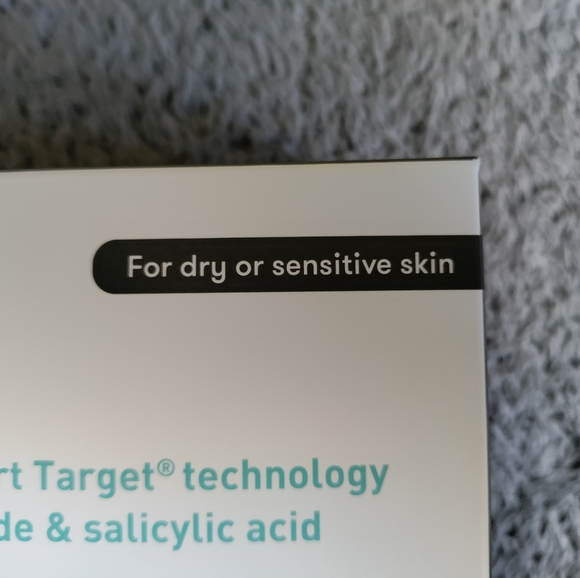 For dry or sensitive skin
rt Target® technology
de & salicylic acid